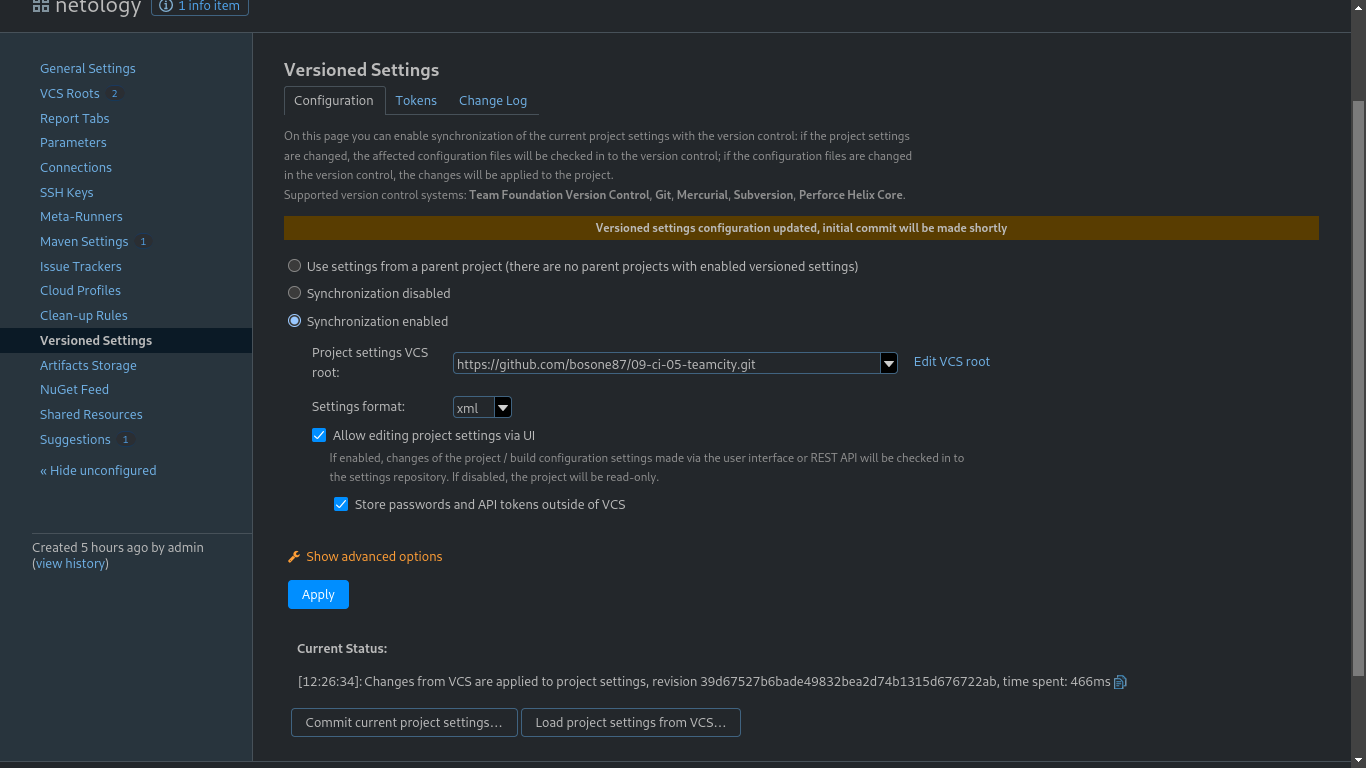 netology 1 info item
General Settings
VCS Roots 2
Report Tabs
Parameters
Connections
SSH Keys
Meta-Runners
Maven Settings 1
Issue Trackers
Cloud Profiles
Clean-up Rules
Versioned Settings
Artifacts Storage
NuGet Feed
Shared Resources
Suggestions 1
« Hide unconfigured
Created 5 hours ago by admin
(view history)
Versioned Settings
Configuration Tokens Change Log
On this page you can enable synchronization of the current project settings with the version control: if the project settings
are changed, the affected configuration files will be checked in to the version control; if the configuration files are changed
in the version control, the changes will be applied to the project.
Supported version control systems: Team Foundation Version Control, Git, Mercurial, Subversion, Perforce Helix Core.
Versioned settings configuration updated, initial commit will be made shortly
Use settings from a parent project (there are no parent projects with enabled versioned settings)
Synchronization disabled
Synchronization enabled
Project settings VCS
root:
https://github.com/bosone87/09-ci-05-teamcity.git Edit VCS root
Settings format: xml
Allow editing project settings via UI
If enabled, changes of the project / build configuration settings made via the user interface or REST API will be checked in to
the settings repository. If disabled, the project will be read-only.
Store passwords and API tokens outside of VCS
Show advanced options
Apply
Current Status:
[12:26:34]: Changes from VCS are applied to project settings, revision 39d67527b6bade49832bea2d74b1315d676722ab, time spent: 466ms
Commit current project settings... Load project settings from VCS...